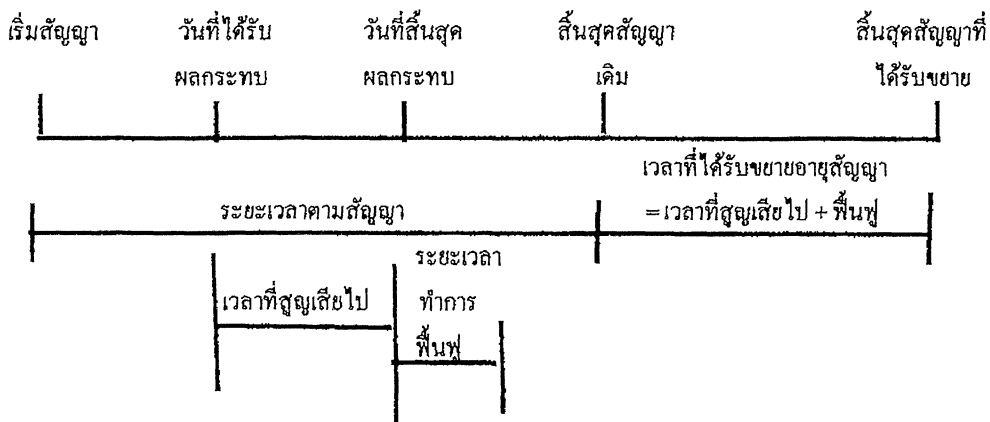 เริ่มสัญญา วันที่ได้รับ วันที่สิ้นสุด สิ้นสุดสัญญา สิ้นสุดสัญญาที่
ผลกระทบ ผลกระทบ เดิม ได้รับขยาย
เวลาที่ได้รับขยายอายุสัญญา
ระยะเวลาตามสัญญา = เวลาที่สูญเสียไป + ฟื้นฟู
ระยะเวลา
เวลาที่สูญเสียไป ทำการ
ฟื้นฟู